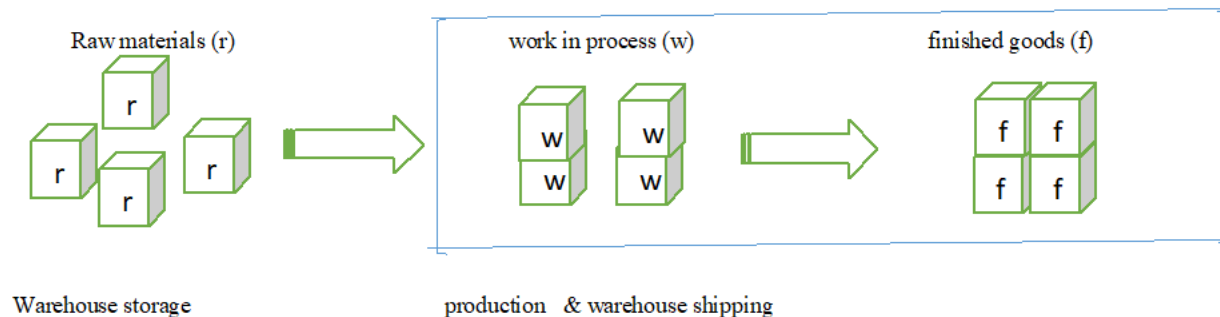 Raw materials (r) work in process (w) finished goods (f)
r w w f f
r r r w w f f
Warehouse storage production & warehouse shipping